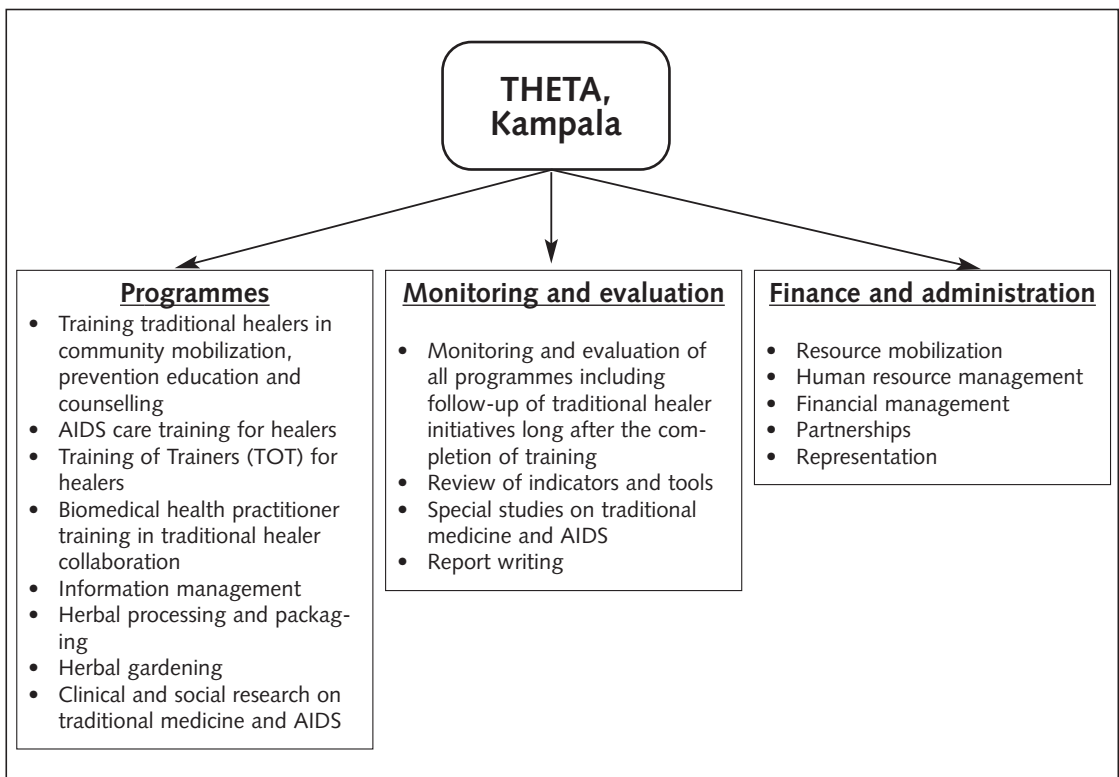 THETA,
Kampala
Programmes
• Training traditional healers in
community mobilization,
prevention education and
counselling
• AIDS care training for healers
• Training of Trainers (TOT) for
healers
• Biomedical health practitioner
training in traditional healer
collaboration
• Information management
• Herbal processing and packag-
ing
• Herbal gardening
• Clinical and social research on
traditional medicine and AIDS
Monitoring and evaluation
• Monitoring and evaluation of
all programmes including
follow-up of traditional healer
initiatives long after the com-
pletion of training
• Review of indicators and tools
• Special studies on traditional
medicine and AIDS
• Report writing
Finance and administration
• Resource mobilization
• Human resource management
• Financial management
• Partnerships
• Representation